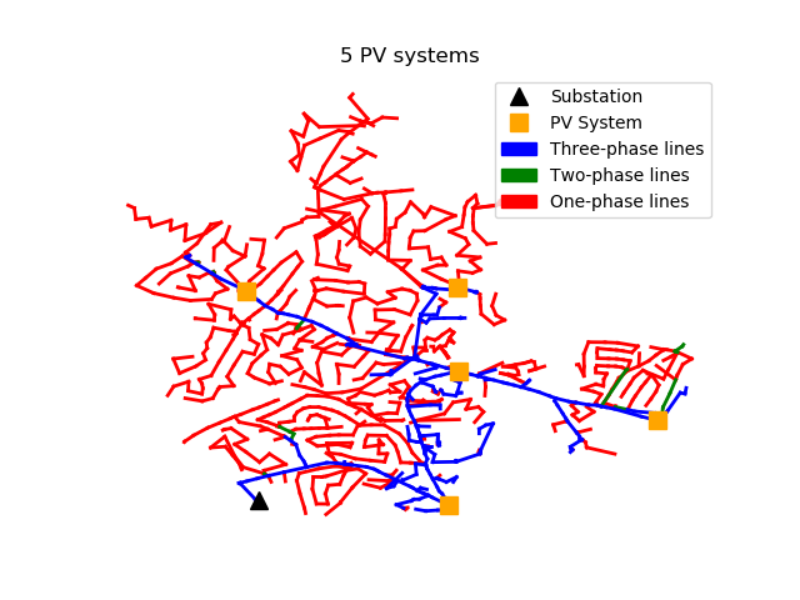 5 PV systems
Substation
PV System
Three-phase lines
Two-phase lines
One-phase lines